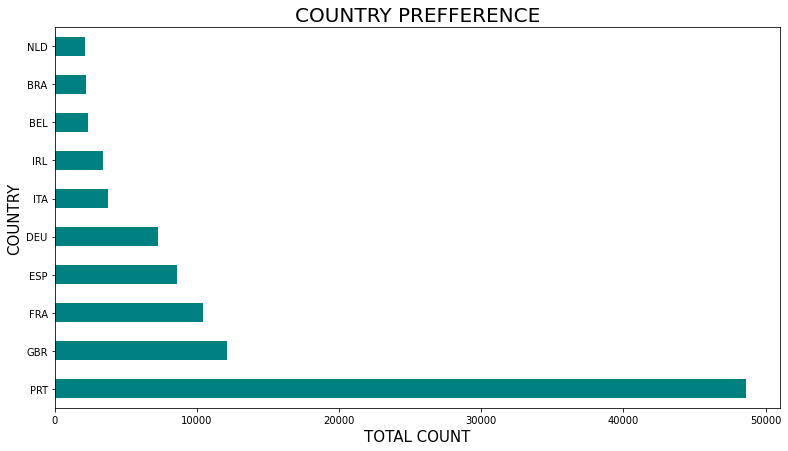 COUNTRY PREFFERENCE
COUNTRY
NLD
BRA
BEL
IRL
ITA
DEU
ESP
FRA
GBR
PRT
0 10000 20000 30000 40000 50000
TOTAL COUNT